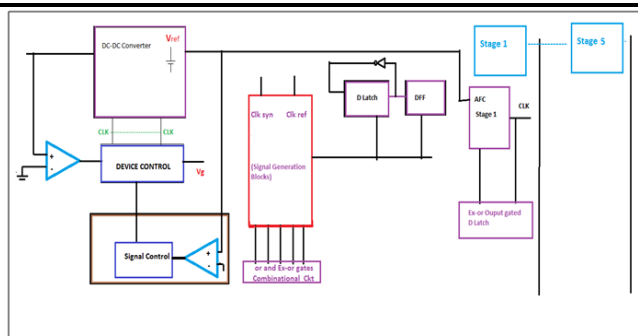 DC-DC Converter
Vref
CLK
CLK
+
-
DEVICE CONTROL
Vg
Signal Control
+
-
Clk syn
Clk ref
(Signal Generation
Blocks)
or and Ex-or gates
Combinational Ckt
D Latch
DFF
AFC
Stage 1
CLK
Ex-or Ouput gated
D Latch
Stage 1
Stage 5